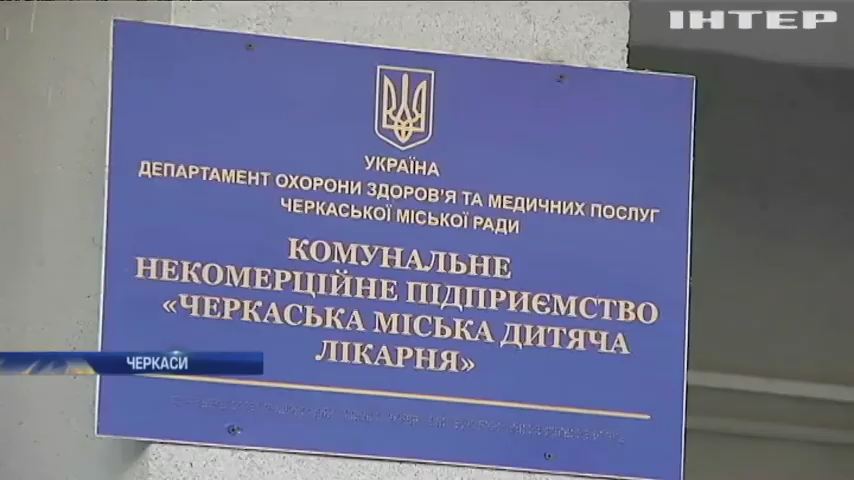 ІНТЕР
УКРАЇНА
ДЕПАРТАМЕНТ ОХОРОНИ ЗДОРОВ'Я ТА МЕДИЧНИХ ПОСЛУГ
ЧЕРКАСЬКОЇ МІСЬКОЇ РАДИ
КОМУНАЛЬНЕ
НЕКОМЕРЦІЙНЕ ПІДПРИЄМСТВО
«ЧЕРКАСЬКА МІСЬКА ДИТЯЧА
ЛІКАРНЯ»
ЧЕРКАСИ